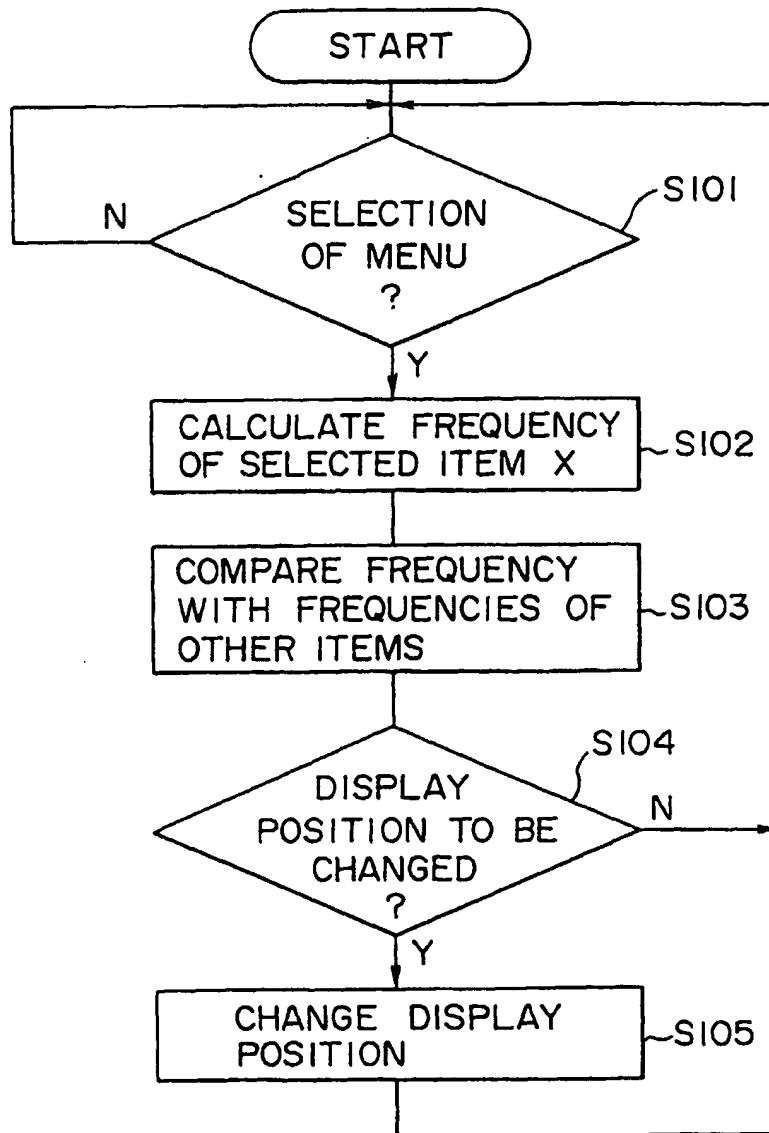 START
SELECTION
OF MENU
?
S101
N
Y
CALCULATE FREQUENCY
OF SELECTED ITEM X
S102
COMPARE FREQUENCY
WITH FREQUENCIES OF
OTHER ITEMS
S103
DISPLAY
POSITION TO BE
CHANGED
?
S104
N
Y
CHANGE DISPLAY
POSITION
S105